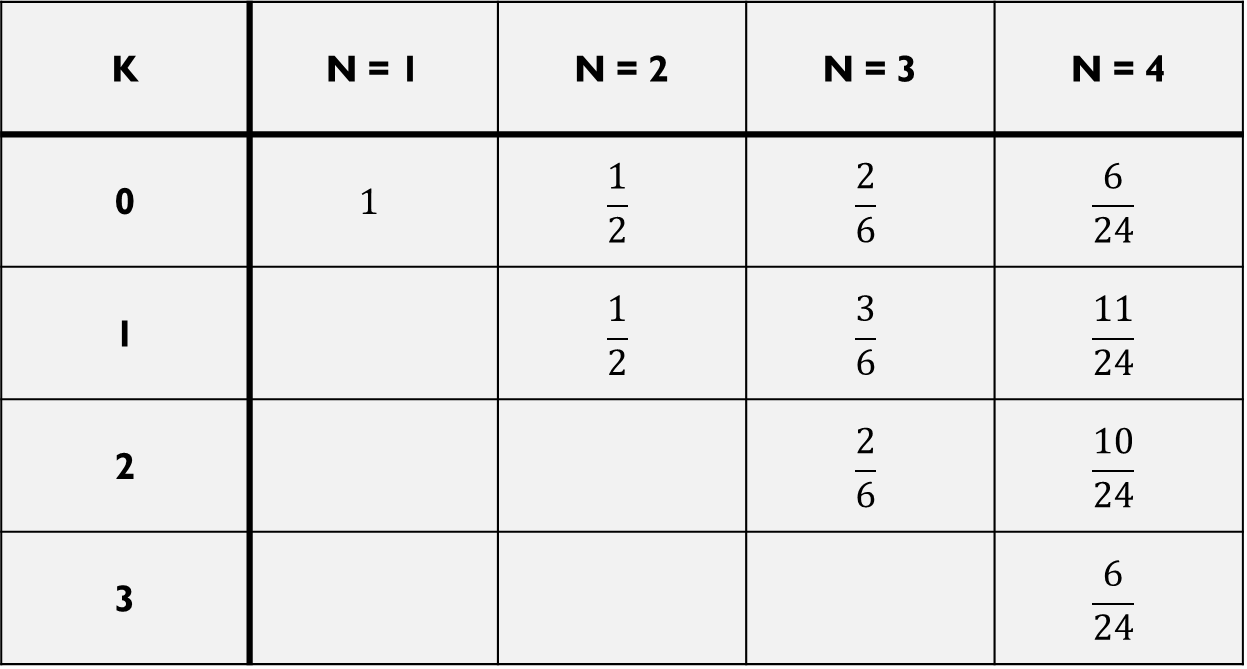 K N = 1 N = 2 N = 3 N = 4
0 1 1/2 2/6 6/24
1 1/2 3/6 11/24
2 2/6 10/24
3 6/24